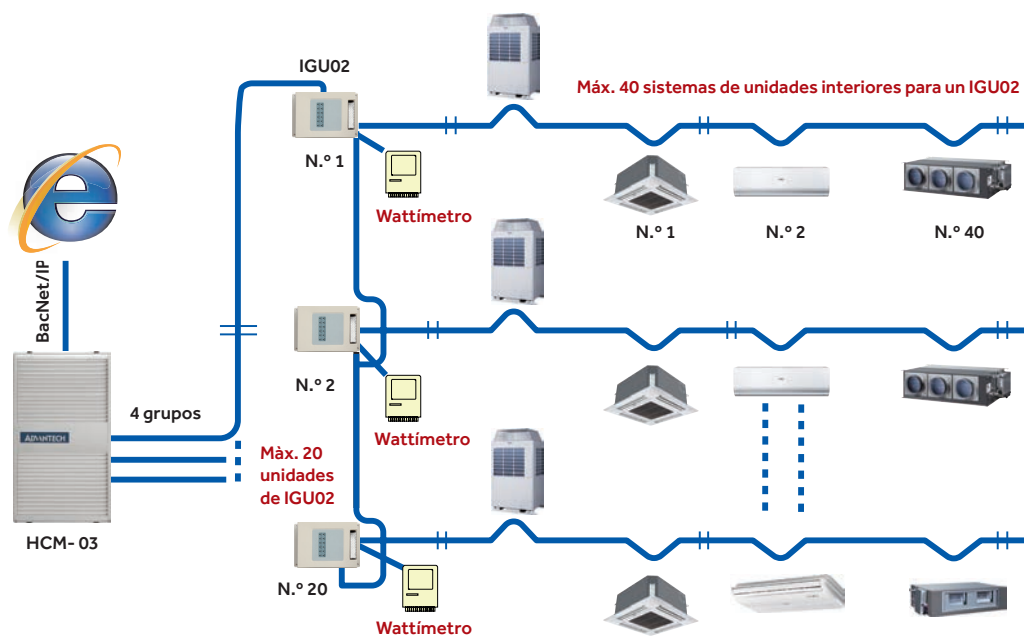 IGU02
Máx. 40 sistemas de unidades interiores para un IGU02
N.º 1
Wattímetro
N.º 1
N.º 2
N.º 40
BacNet/IP
N.º 2
Wattímetro
4 grupos
ADVANTECH
Màx. 20
unidades
de IGU02
HCM- 03
N.º 20
Wattímetro